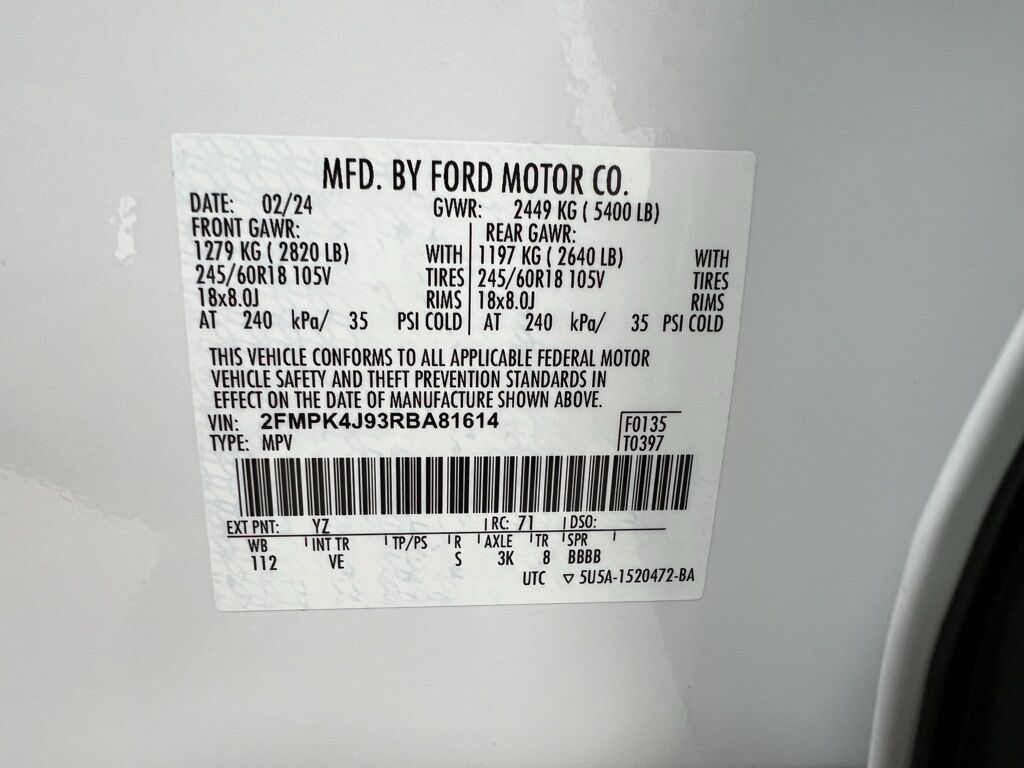 MFD. BY FORD MOTOR CO.
DATE: 02/24 GVWR: 2449 KG ( 5400 LB)
FRONT GAWR: REAR GAWR:
1279 KG ( 2820 LB) WITH 1197 KG ( 2640 LB) WITH
245/60R18 105V TIRES 245/60R18 105V TIRES
18x8.0J RIMS 18x8.0J RIMS
AT 240 kPa/ 35 PSI COLD AT 240 kPa/ 35 PSI COLD
THIS VEHICLE CONFORMS TO ALL APPLICABLE FEDERAL MOTOR
VEHICLE SAFETY AND THEFT PREVENTION STANDARDS IN
EFFECT ON THE DATE OF MANUFACTURE SHOWN ABOVE.
VIN: 2FMPK4J93RBA81614 F0135
TYPE: MPV T0397
EXT PNT: YZ RC: 71 DSO:
WB INT TR TP/PS R AXLE TR SPR
112 VE S 3K 8 BBBB
UTC ▽ 5U5A-1520472-BA